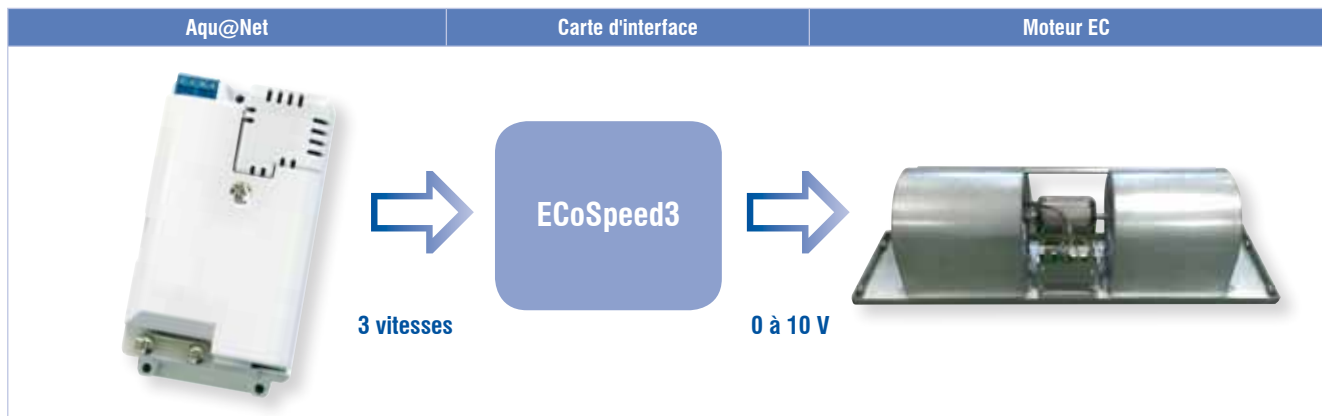 Aqu@Net
Carte d'interface
Moteur EC
ECoSpeed3
3 vitesses
0 à 10 V